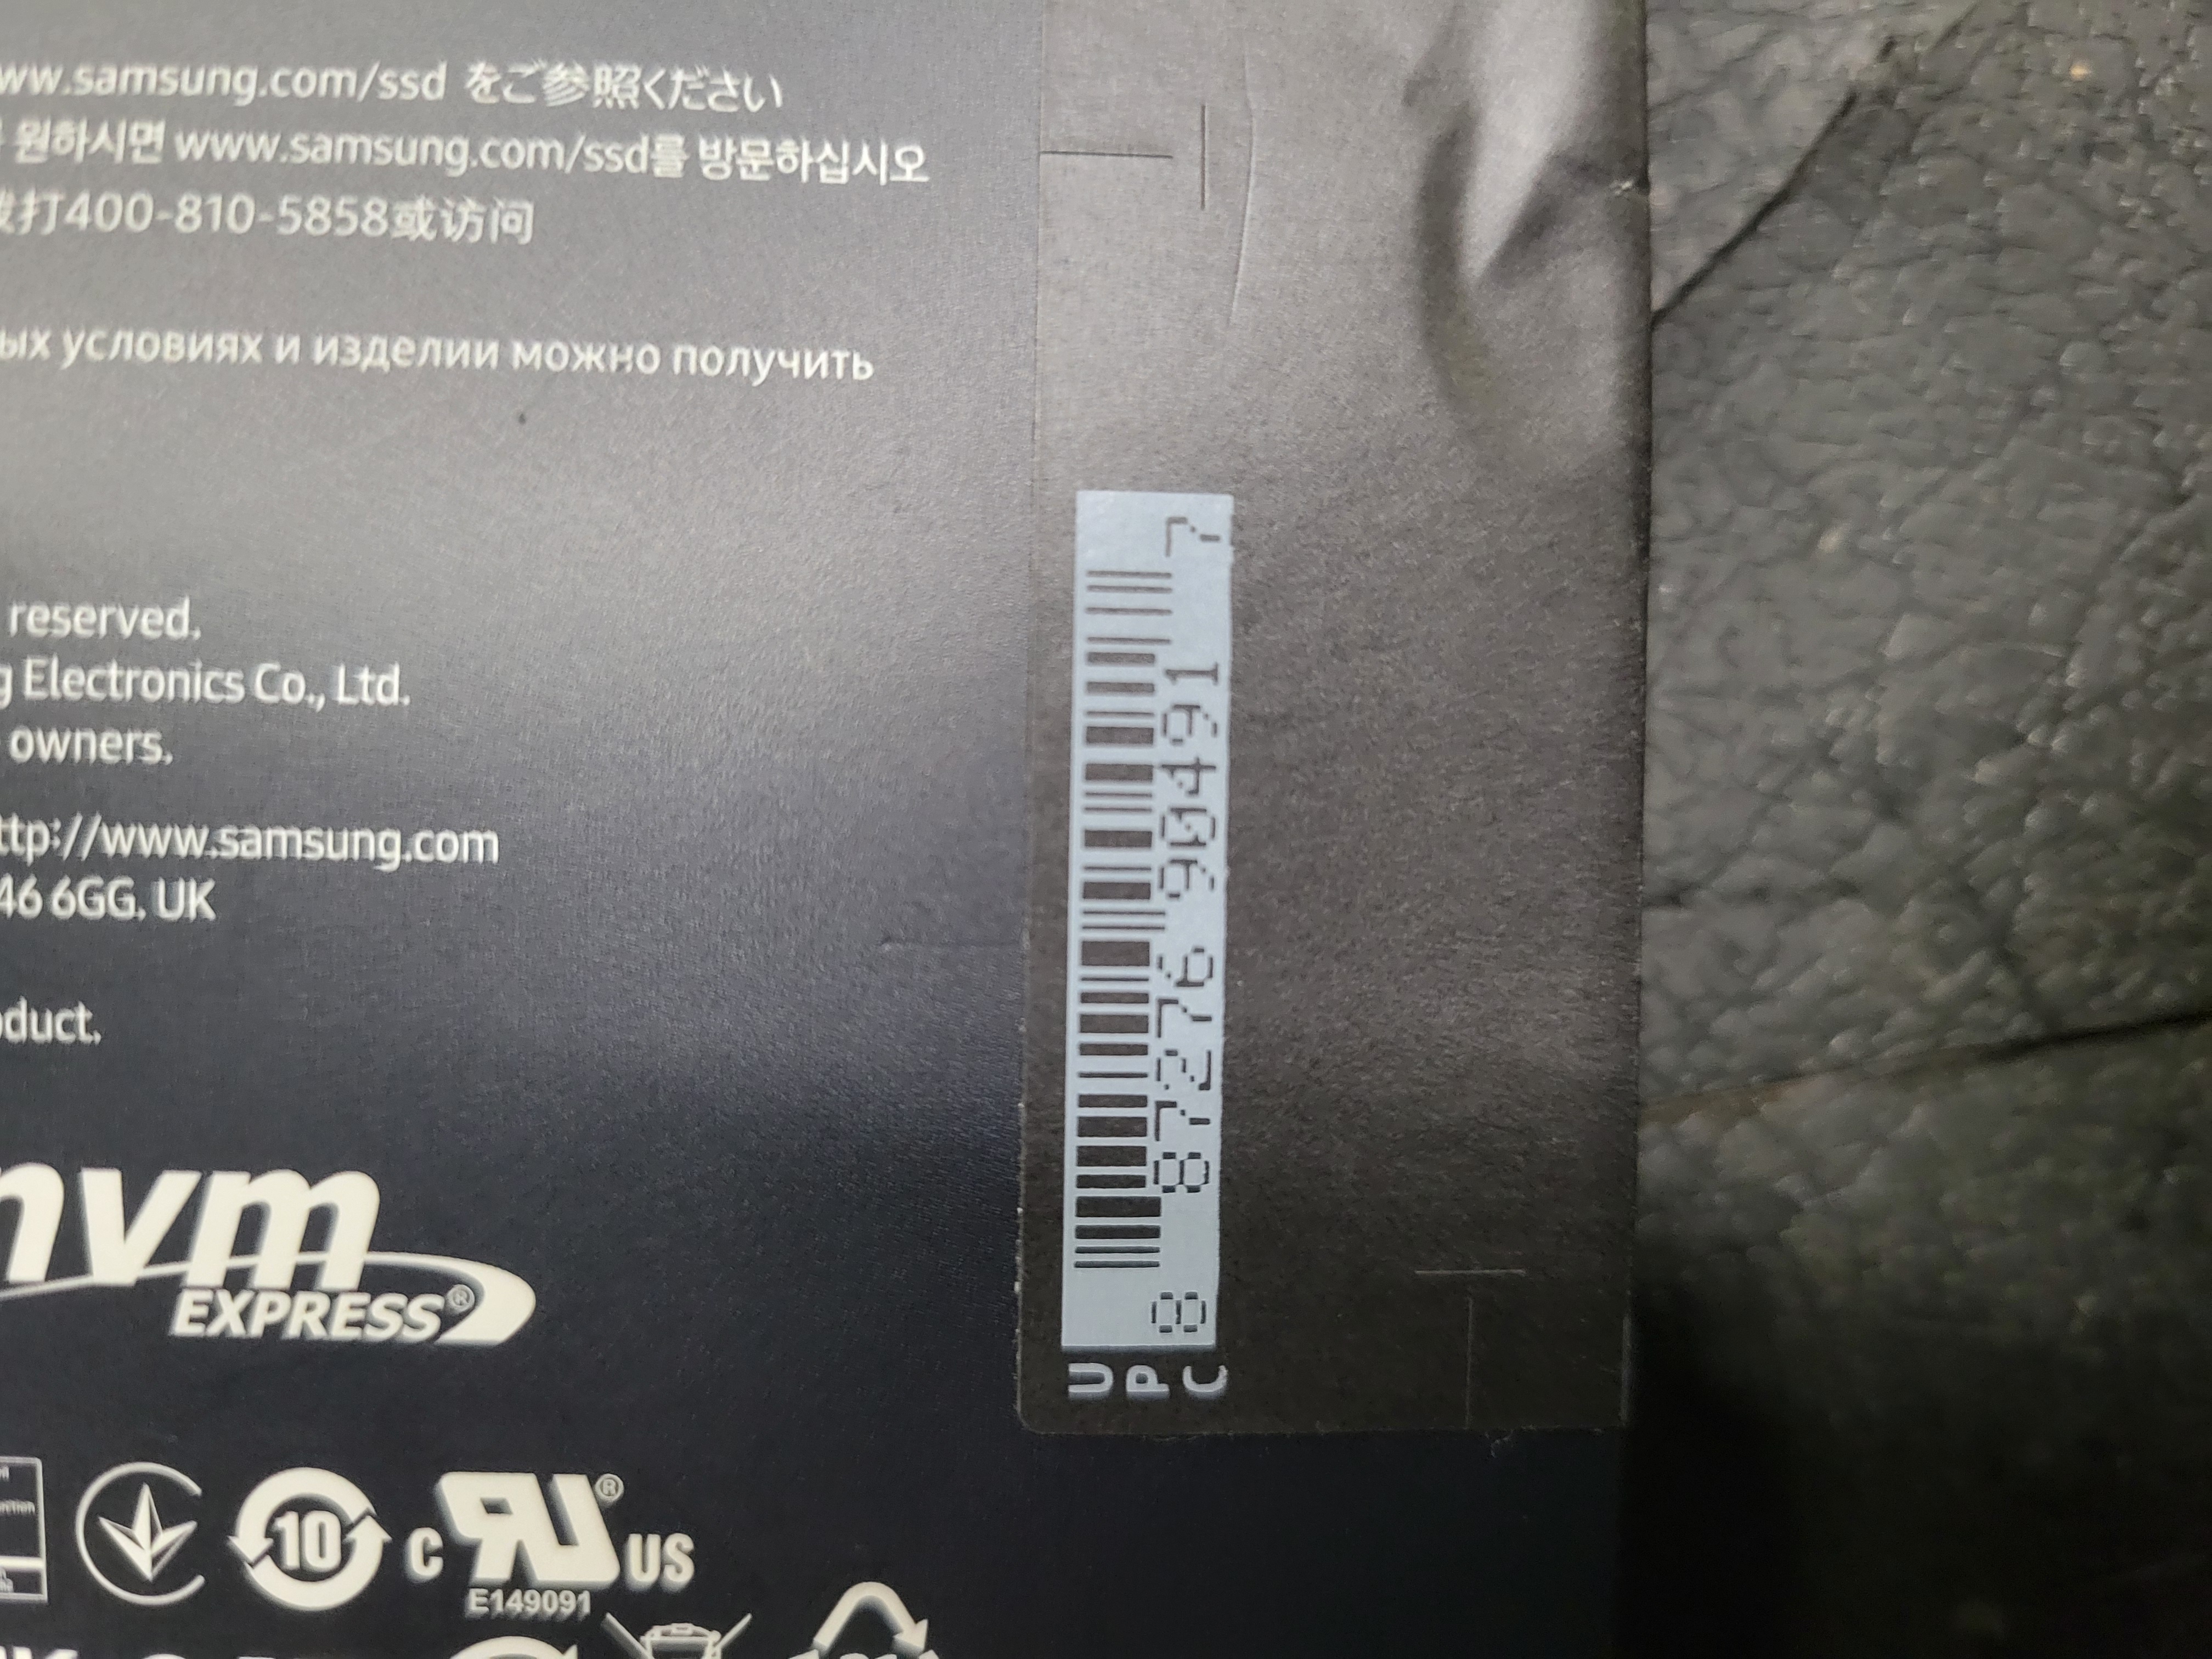 ww.samsung.com/ssd をご参照ください
원하시면 www.samsung.com/ssd를 방문하십시오
打400-810-5858或访问
ых условиях и изделии можно получить
reserved.
g Electronics Co., Ltd.
owners.
ttp://www.samsung.com
46 6GG, UK
oduct.
nvm
EXPRESS®
10
c RU® US
E149091
UPC
8 87276 90461 7